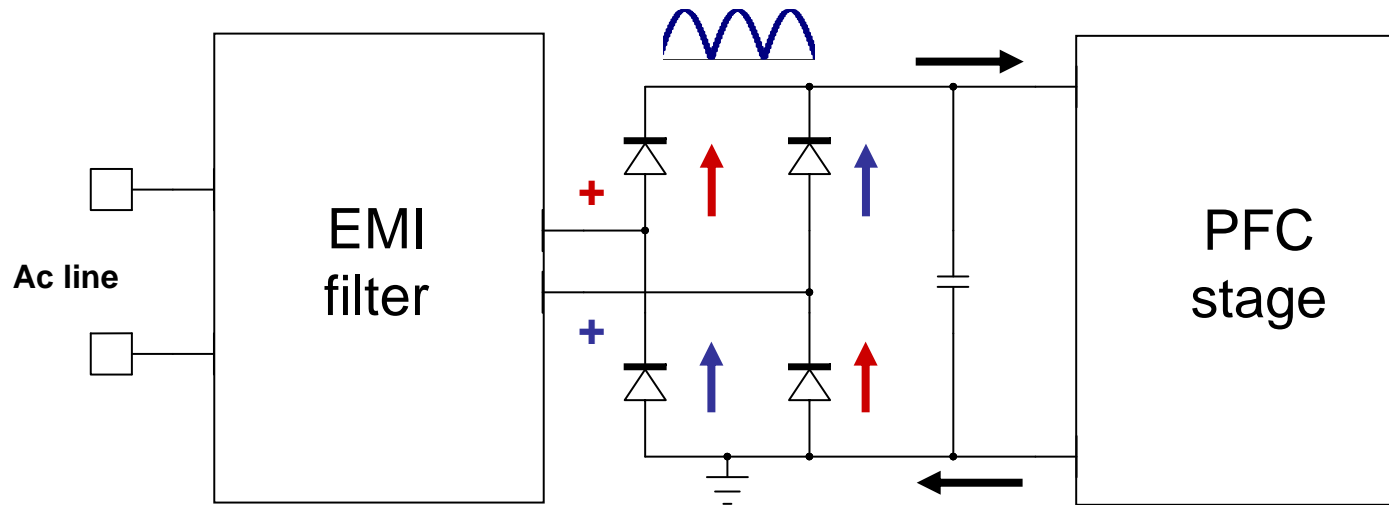 Ac line
EMI
filter
+
+
PFC
stage